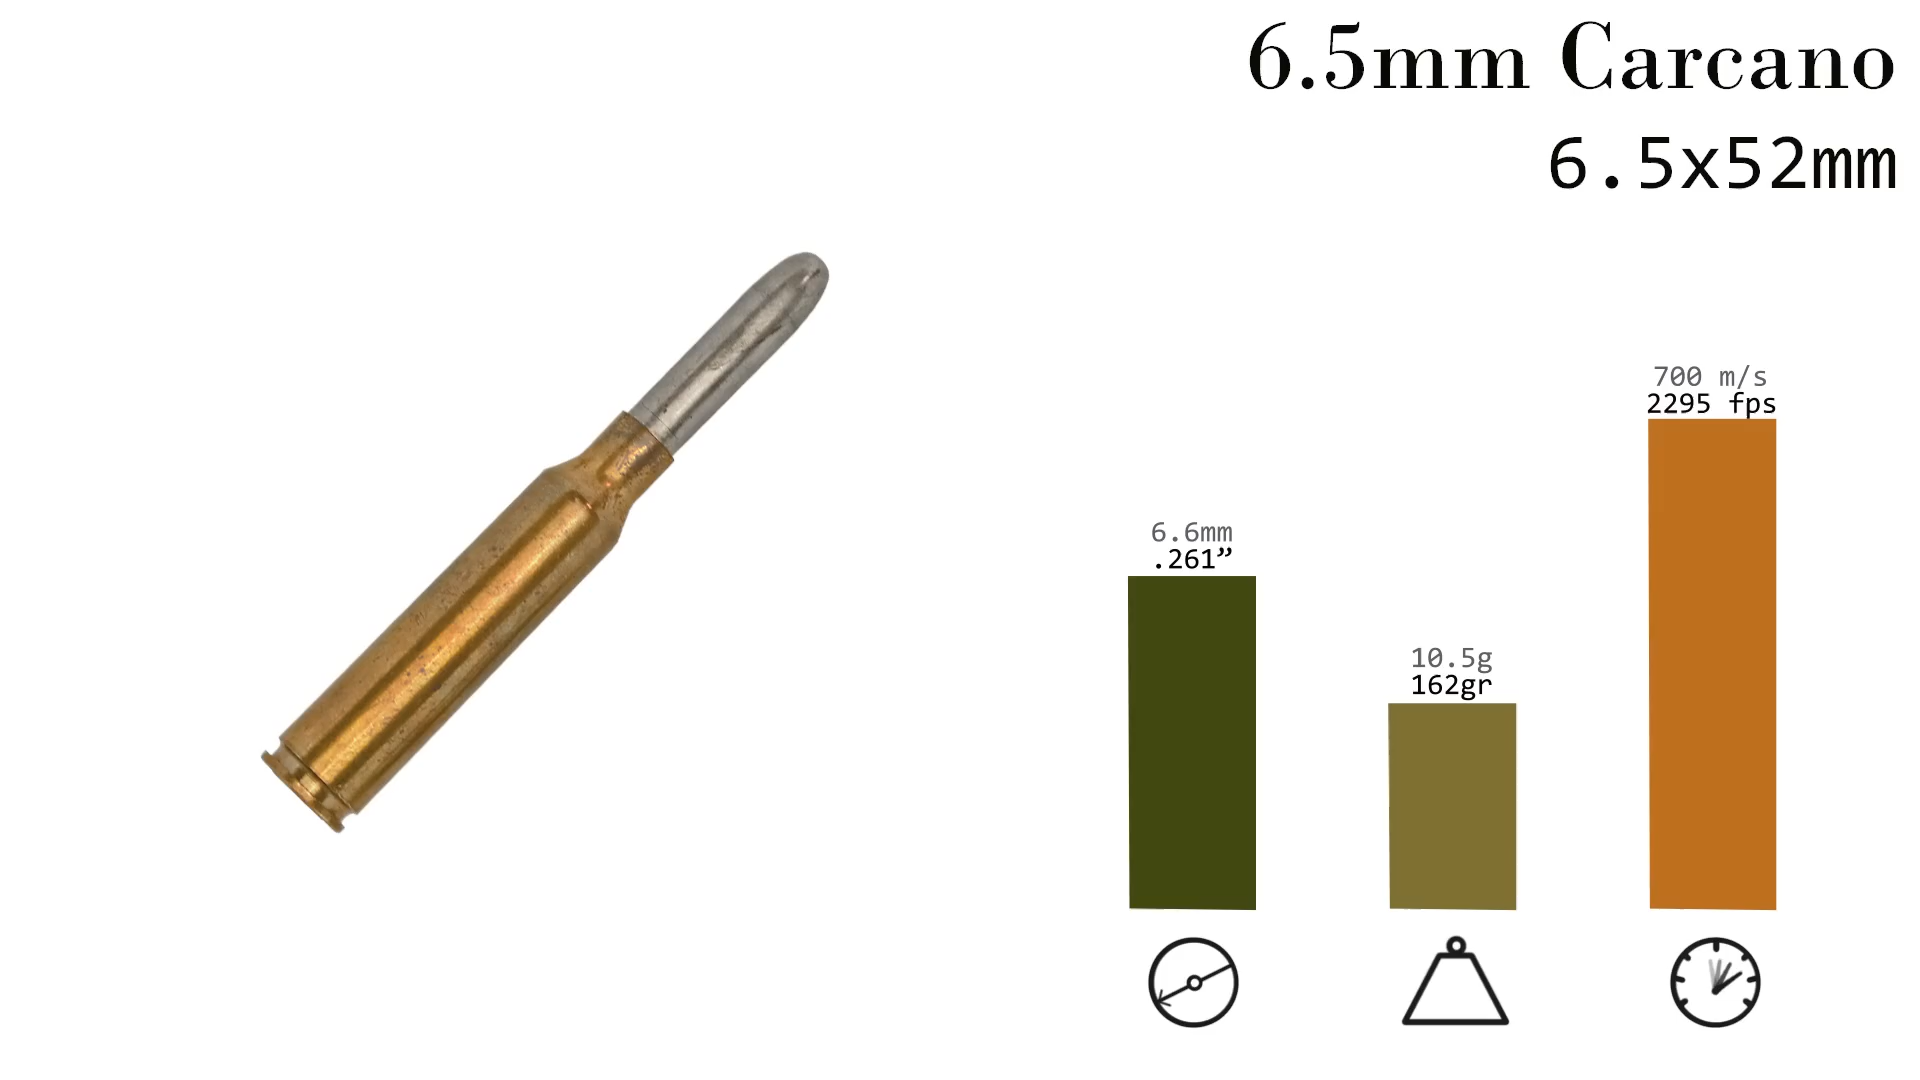 6.5mm Carcano
6.5x52mm
700 m/s
2295 fps
6.6mm
.261”
10.5g
162gr